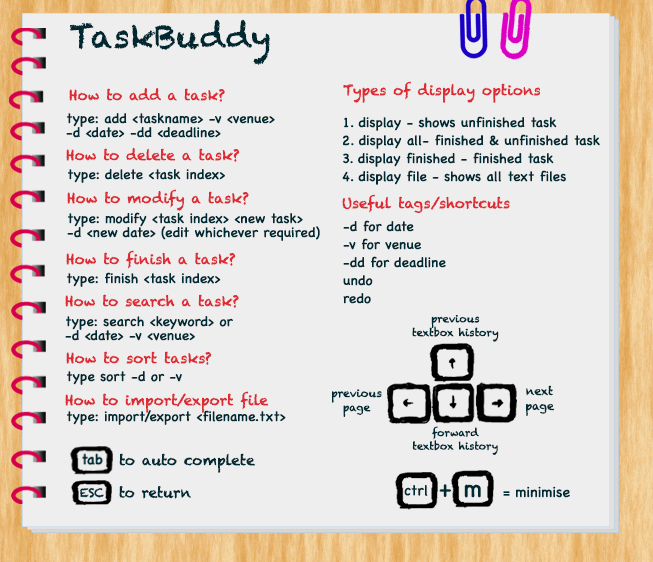 TaskBuddy
How to add a task?
type: add <taskname> -v <venue>
-d <date> -dd <deadline>
How to delete a task?
type: delete <task index>
How to modify a task?
type: modify <task index> <new task>
-d <new date> (edit whichever required)
How to finish a task?
type: finish <task index>
How to search a task?
type: search <keyword> or
-d <date> -v <venue>
How to sort tasks?
type sort -d or -v
How to import/export file
type: import/export <filename.txt>
tab to auto complete
ESC to return
Types of display options
1. display - shows unfinished task
2. display all- finished & unfinished task
3. display finished - finished task
4. display file - shows all text files
Useful tags/shortcuts
-d for date
-v for venue
-dd for deadline
undo
redo
previous
textbox history
↑
previous
page
← ↓ →
next
page
forward
textbox history
ctrl + m = minimise